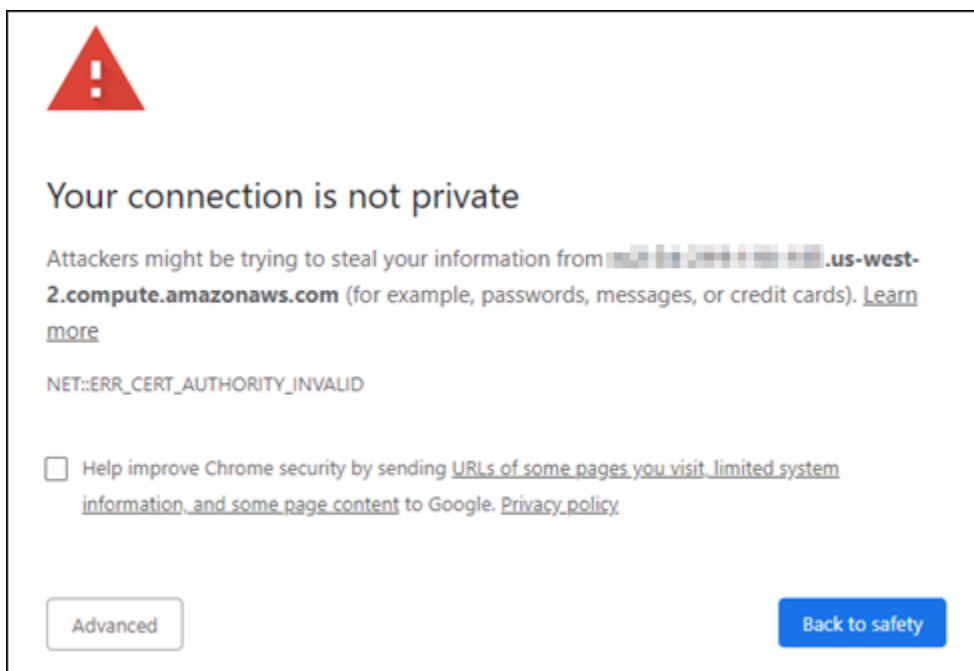 Your connection is not private
Attackers might be trying to steal your information from .us-west-
2.compute.amazonaws.com (for example, passwords, messages, or credit cards). Learn
more
NET::ERR_CERT_AUTHORITY_INVALID
Help improve Chrome security by sending URLs of some pages you visit, limited system
information, and some page content to Google. Privacy policy
Advanced
Back to safety